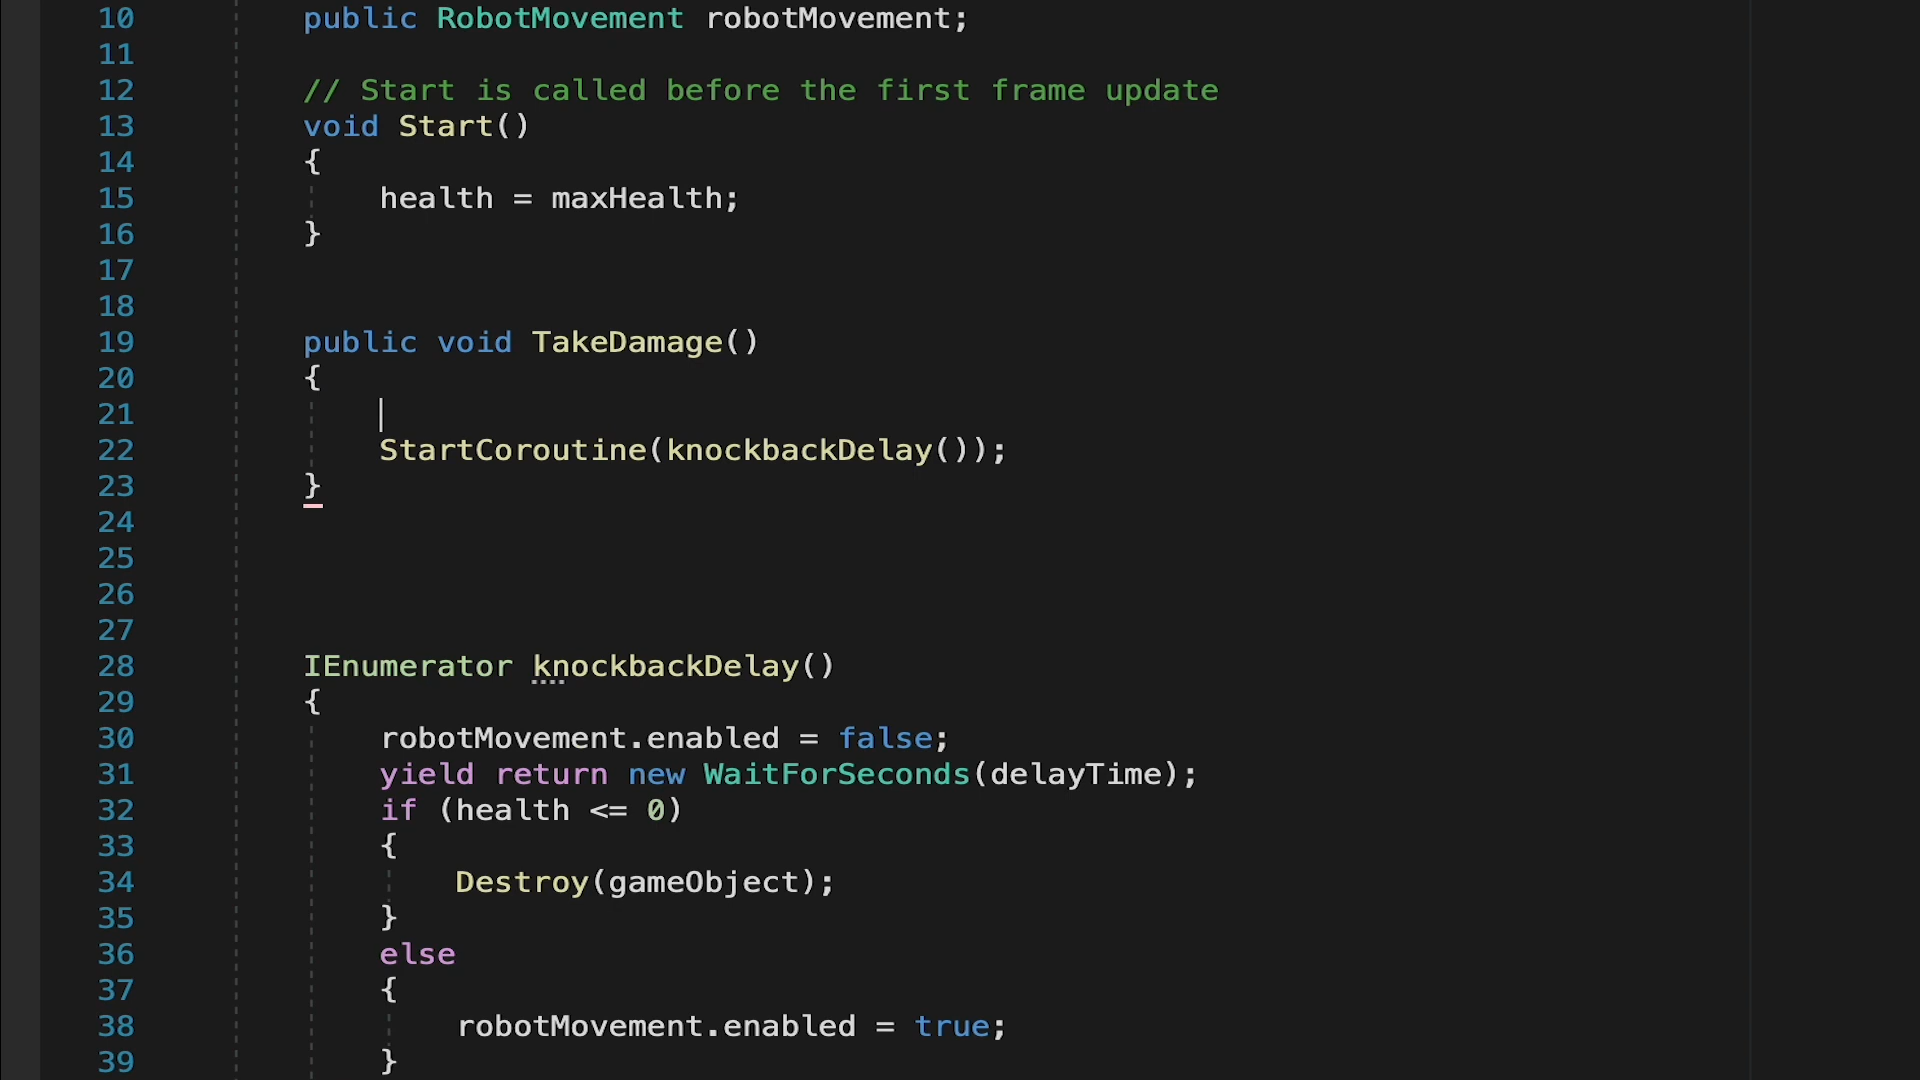 10 public RobotMovement robotMovement;
11
12 // Start is called before the first frame update
13 void Start()
14 {
15 health = maxHealth;
16 }
17
18
19 public void TakeDamage()
20 {
21
22 StartCoroutine(knockbackDelay());
23 }
24
25
26
27
28 IEnumerator knockbackDelay()
29 {
30 robotMovement.enabled = false;
31 yield return new WaitForSeconds(delayTime);
32 if (health <= 0)
33 {
34 Destroy(gameObject);
35 }
36 else
37 {
38 robotMovement.enabled = true;
39 }